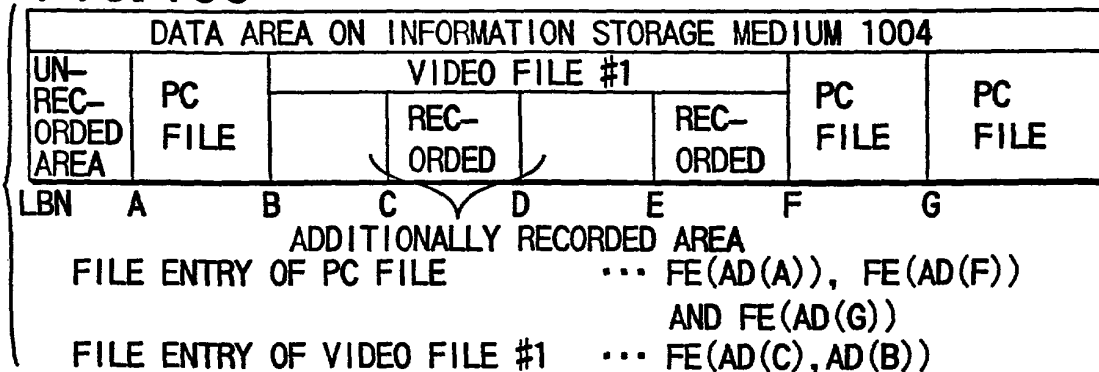 DATA AREA ON INFORMATION STORAGE MEDIUM 1004
UN-
REC-
ORDED
AREA
PC
FILE
VIDEO FILE #1
REC-
ORDED
REC-
ORDED
PC
FILE
PC
FILE
LBN A B C D E F G
ADDITIONALLY RECORDED AREA
FILE ENTRY OF PC FILE ··· FE(AD(A)), FE(AD(F))
AND FE(AD(G))
FILE ENTRY OF VIDEO FILE #1 ··· FE(AD(C), AD(B))